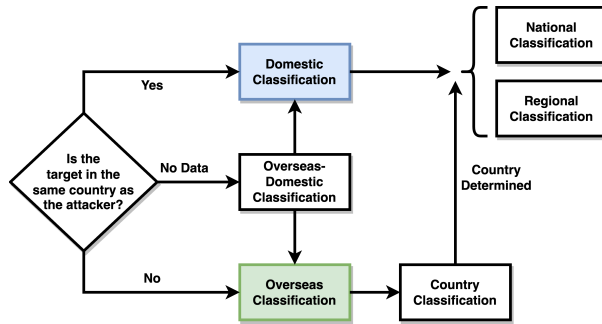 National
Classification
Domestic
Classification
Yes
Regional
Classification
Is the
target in the
same country as
the attacker?
No Data
Overseas-
Domestic
Classification
Country
Determined
No
Overseas
Classification
Country
Classification